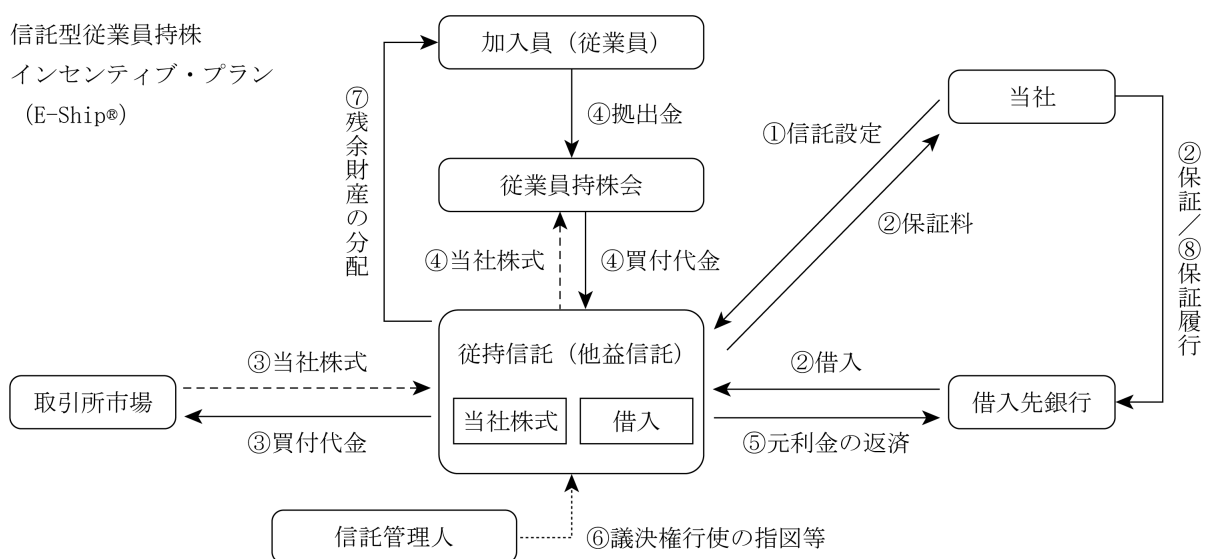 信託型従業員持株
インセンティブ・プラン
（E-Ship®）
加入員（従業員）
当社
⑦残余財産の分配
④拠出金
①信託設定
②保証／⑧保証履行
従業員持株会
②保証料
④当社株式
④買付代金
従持信託（他益信託）
③当社株式
②借入
取引所市場
当社株式
借入
借入先銀行
③買付代金
⑤元利金の返済
信託管理人
⑥議決権行使の指図等